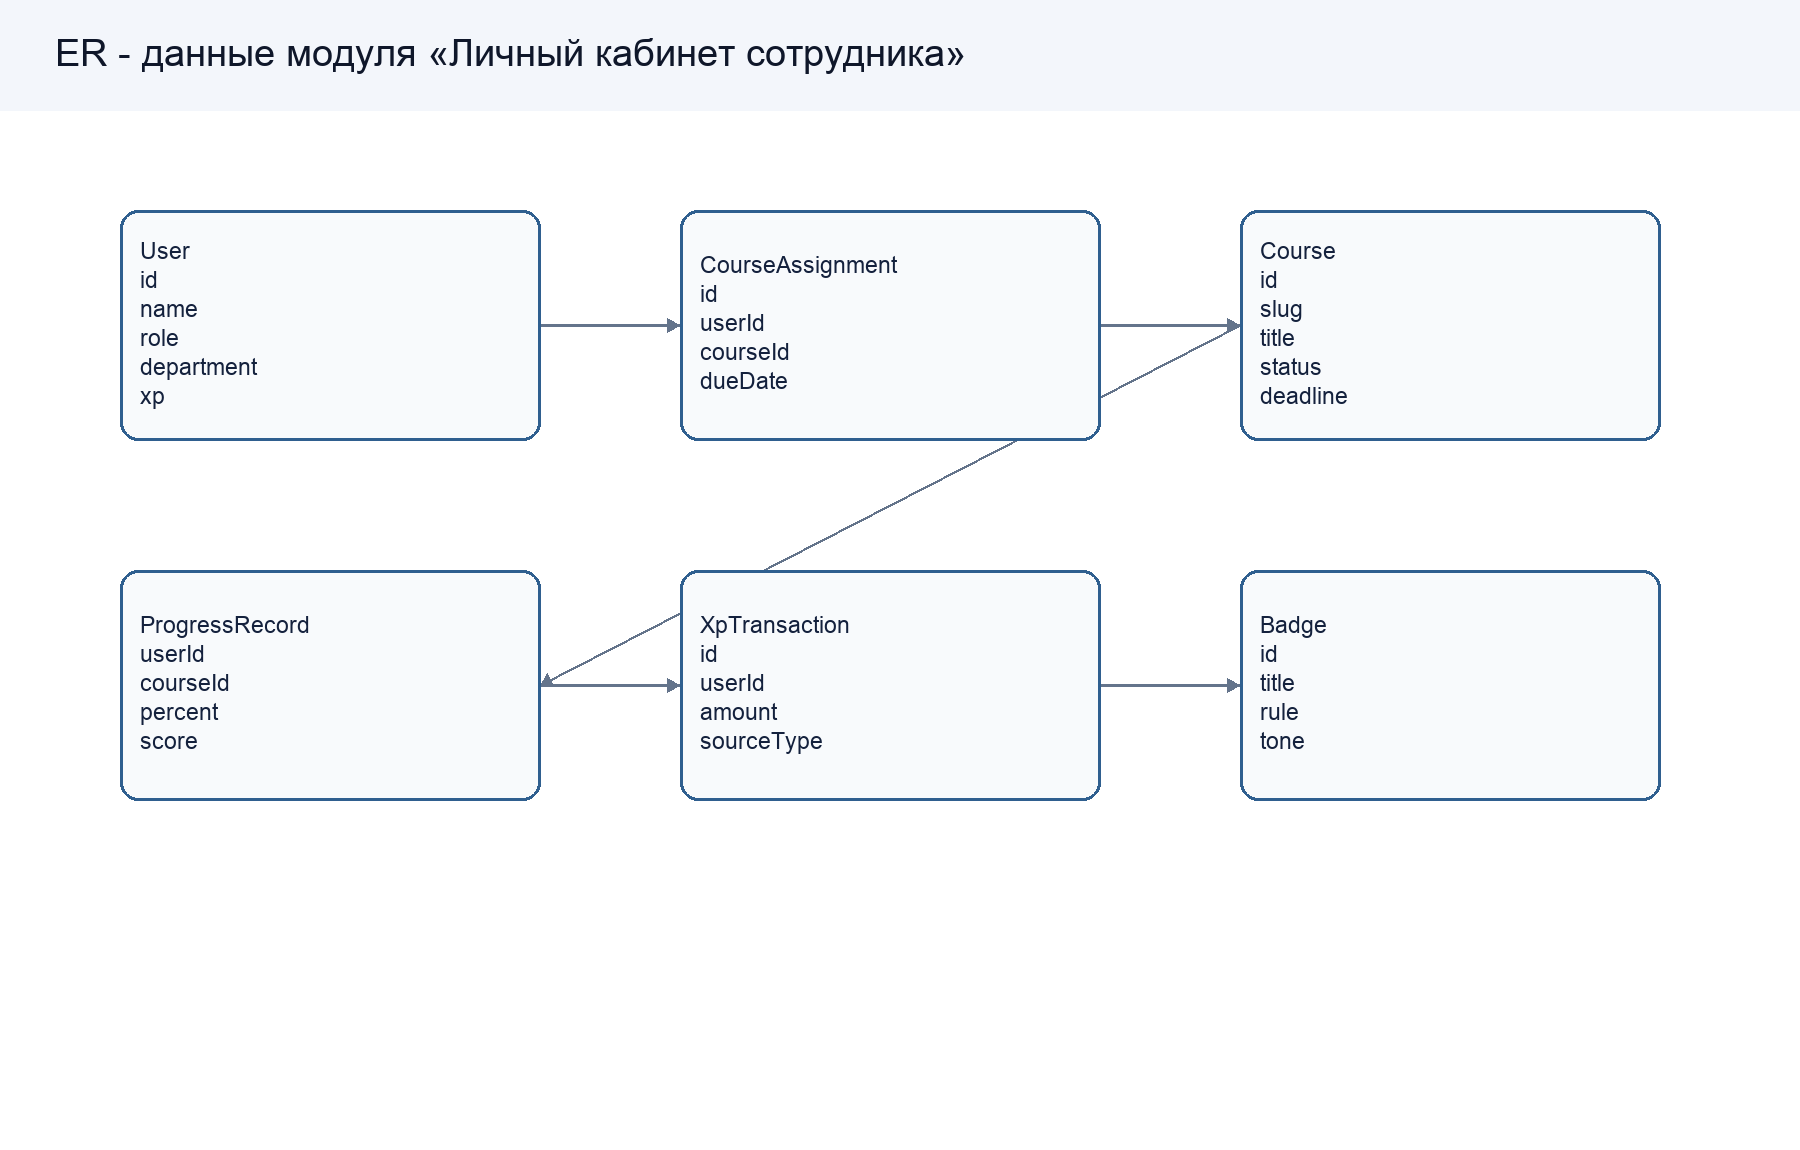 ER - данные модуля «Личный кабинет сотрудника»
User
id
name
role
department
xp
CourseAssignment
id
userId
courseId
dueDate
Course
id
slug
title
status
deadline
ProgressRecord
userId
courseId
percent
score
XpTransaction
id
userId
amount
sourceType
Badge
id
title
rule
tone